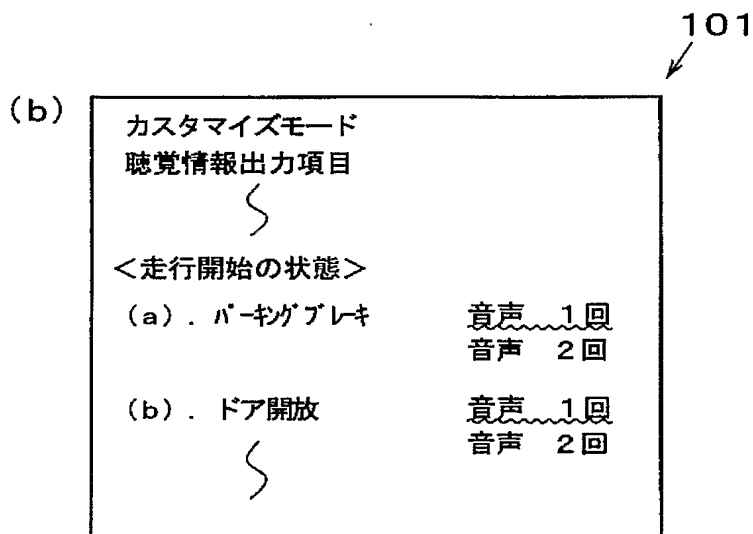 101
(b)
カスタマイズモード
聴覚情報出力項目
<走行開始の状態>
(a). パーキングブレーキ 音声 1回
音声 2回
(b). ドア開放 音声 1回
音声 2回